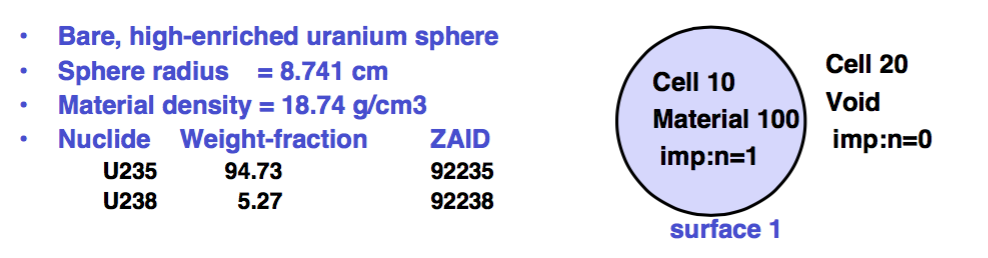 • Bare, high-enriched uranium sphere
• Sphere radius = 8.741 cm
• Material density = 18.74 g/cm3
• Nuclide Weight-fraction ZAID
U235 94.73 92235
U238 5.27 92238
Cell 10
Material 100
imp:n=1
surface 1
Cell 20
Void
imp:n=0